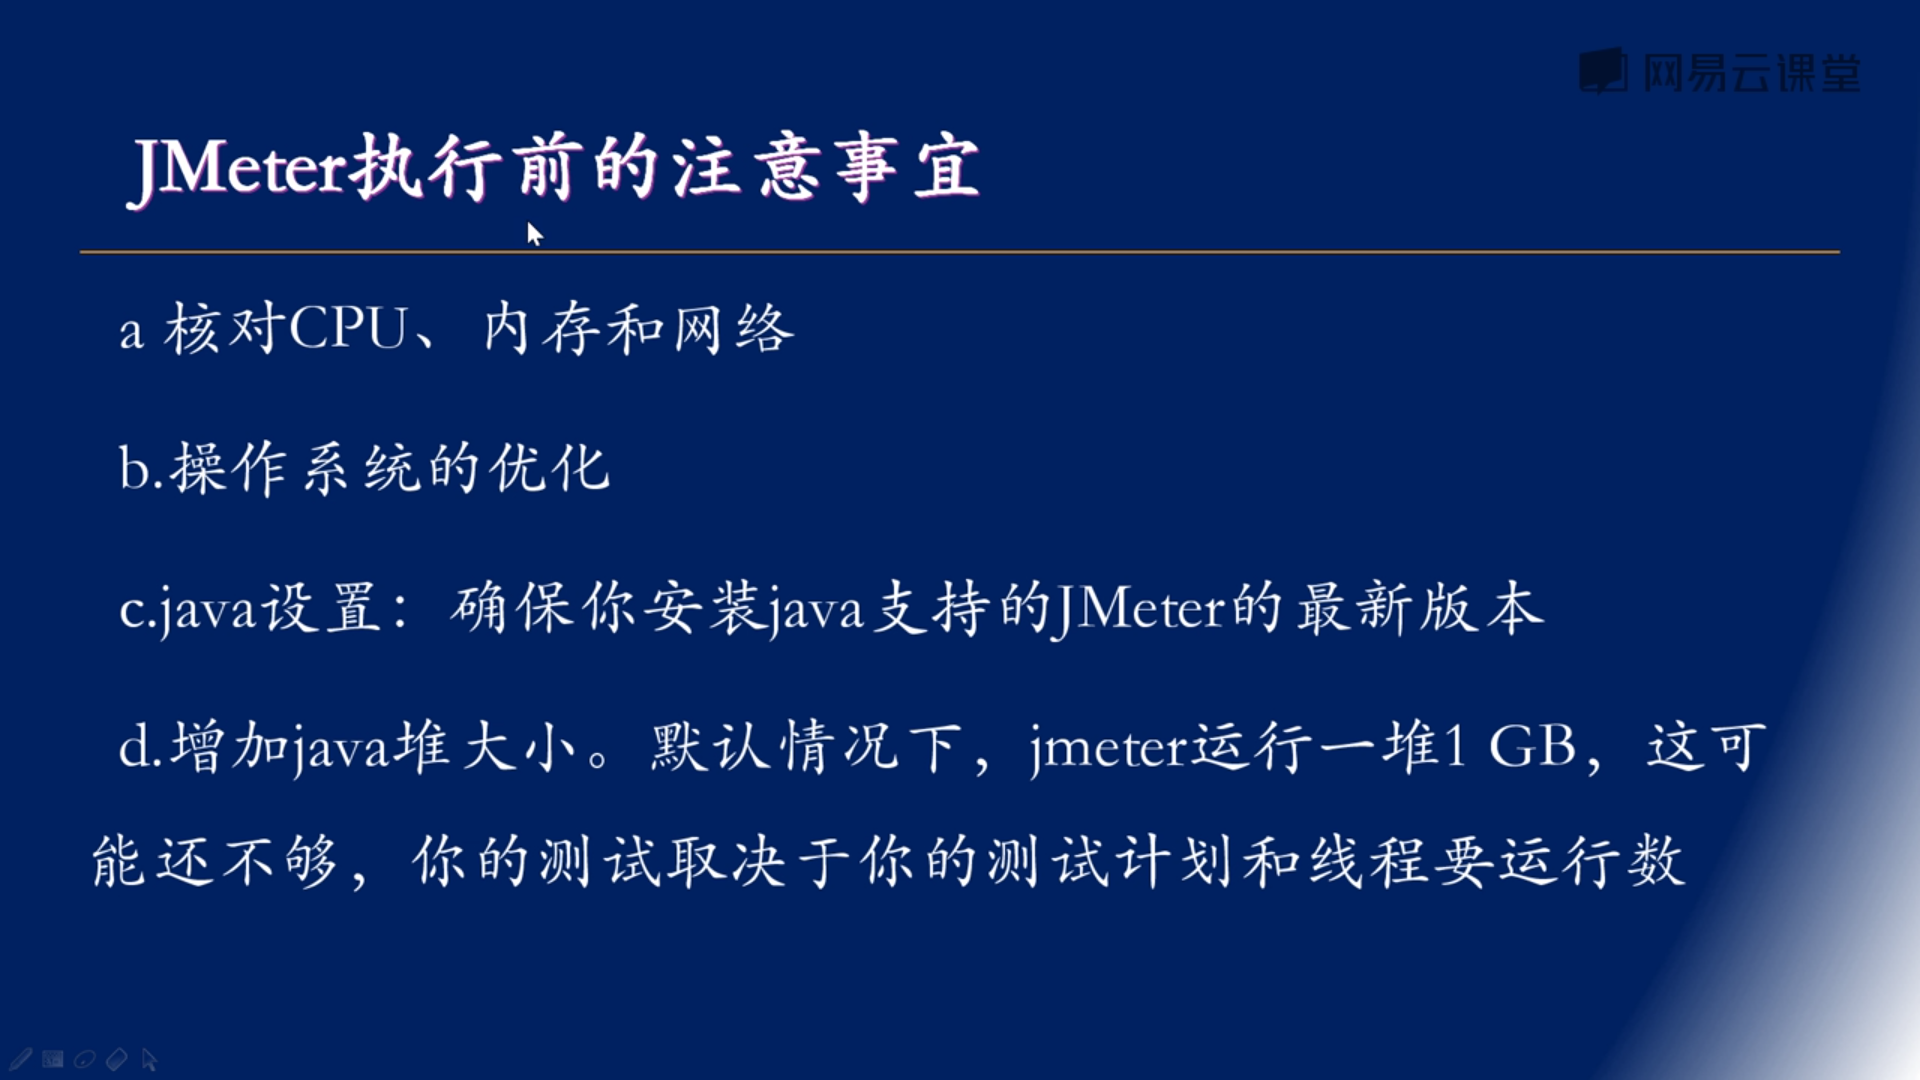 网易云课堂
JMeter执行前的注意事宜
a 核对CPU、内存和网络
b.操作系统的优化
c.java设置：确保你安装java支持的JMeter的最新版本
d.增加java堆大小。默认情况下，jmeter运行一堆1 GB，这可
能还不够，你的测试取决于你的测试计划和线程要运行数